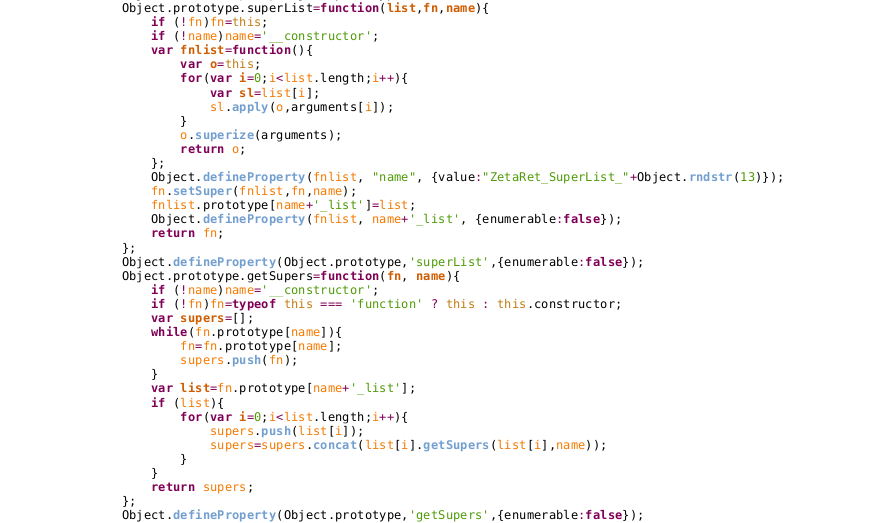 Object.prototype.superList=function(list,fn,name){
    if (!fn)fn=this;
    if (!name)name='__constructor';
    var fnlist=function(){
        var o=this;
        for(var i=0;i<list.length;i++){
            var sl=list[i];
            sl.apply(o,arguments[i]);
        }
        o.superize(arguments);
        return o;
    };
    Object.defineProperty(fnlist, "name", {value:"ZetaRet_SuperList_"+Object.rndstr(13)});
    fn.setSuper(fnlist,fn,name);
    fnlist.prototype[name+'_list']=list;
    Object.defineProperty(fnlist, name+'_list', {enumerable:false});
    return fn;
};
Object.defineProperty(Object.prototype,'superList',{enumerable:false});
Object.prototype.getSupers=function(fn, name){
    if (!name)name='__constructor';
    if (!fn)fn=typeof this === 'function' ? this : this.constructor;
    var supers=[];
    while(fn.prototype[name]){
        fn=fn.prototype[name];
        supers.push(fn);
    }
    var list=fn.prototype[name+'_list'];
    if (list){
        for(var i=0;i<list.length;i++){
            supers.push(list[i]);
            supers=supers.concat(list[i].getSupers(list[i],name));
        }
    }
    return supers;
};
Object.defineProperty(Object.prototype,'getSupers',{enumerable:false});